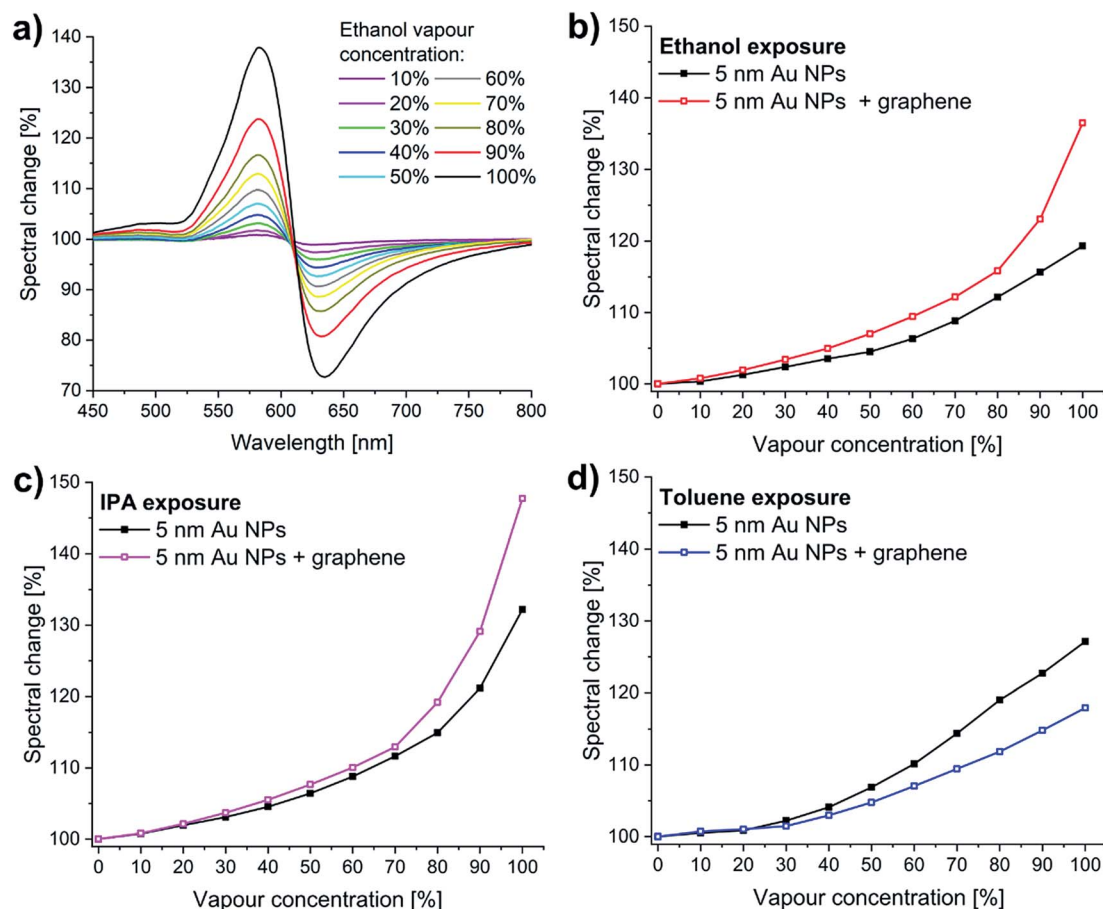 a)
Spectral change [%]
140
130
120
110
100
90
80
70
Ethanol vapour
concentration:
10% 60%
20% 70%
30% 80%
40% 90%
50% 100%
450 500 550 600 650 700 750 800
Wavelength [nm]
b)
Spectral change [%]
150
140
130
120
110
100
Ethanol exposure
5 nm Au NPs
5 nm Au NPs + graphene
0 10 20 30 40 50 60 70 80 90 100
Vapour concentration [%]
c)
Spectral change [%]
150
140
130
120
110
100
IPA exposure
5 nm Au NPs
5 nm Au NPs + graphene
0 10 20 30 40 50 60 70 80 90 100
Vapour concentration [%]
d)
Spectral change [%]
150
140
130
120
110
100
Toluene exposure
5 nm Au NPs
5 nm Au NPs + graphene
0 10 20 30 40 50 60 70 80 90 100
Vapour concentration [%]